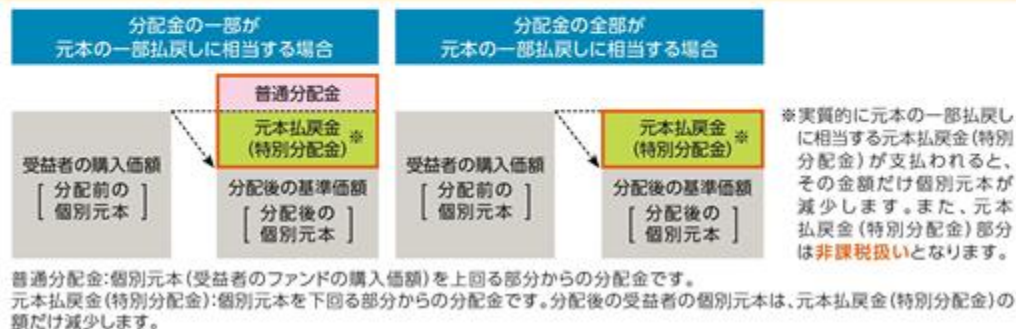 分配金の一部が
元本の一部払戻しに相当する場合
普通分配金
元本払戻金
(特別分配金) ※
受益者の購入価額
[ 分配前の
個別元本 ]
分配後の基準価額
[ 分配後の
個別元本 ]
分配金の全部が
元本の一部払戻しに相当する場合
元本払戻金
(特別分配金) ※
受益者の購入価額
[ 分配前の
個別元本 ]
分配後の基準価額
[ 分配後の
個別元本 ]
※実質的に元本の一部払戻し
に相当する元本払戻金(特別
分配金)が支払われると、
その金額だけ個別元本が
減少します。また、元本
払戻金(特別分配金)部分
は非課税扱いとなります。
普通分配金:個別元本(受益者のファンドの購入価額)を上回る部分からの分配金です。
元本払戻金(特別分配金):個別元本を下回る部分からの分配金です。分配後の受益者の個別元本は、元本払戻金(特別分配金)の
額だけ減少します。